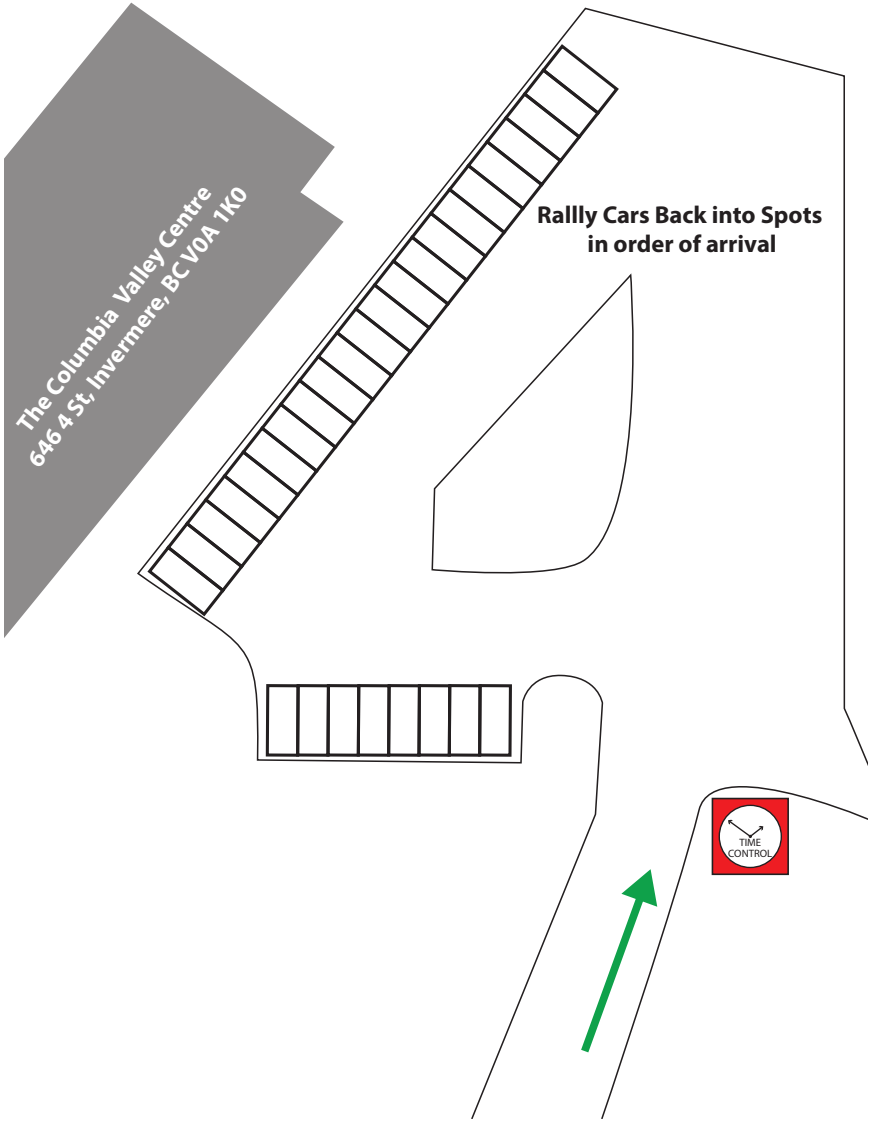 The Columbia Valley Centre
646 4 St, Invermere, BC V0A 1K0
Rallly Cars Back into Spots
in order of arrival
TIME
CONTROL